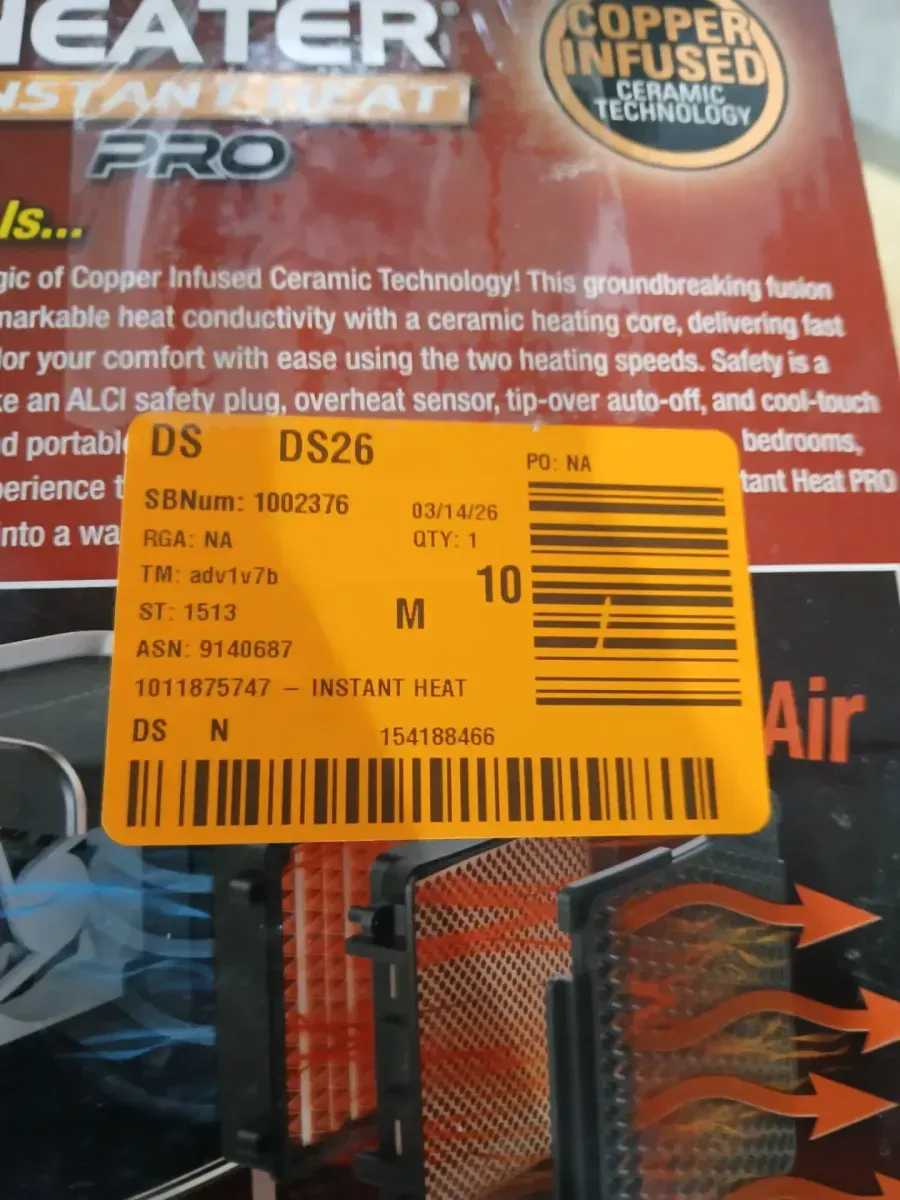 HEATER
INSTANT HEAT
PRO
COPPER
INFUSED
CERAMIC
TECHNOLOGY
Is...
gic of Copper Infused Ceramic Technology! This groundbreaking fusion
markable heat conductivity with a ceramic heating core, delivering fast
lor your comfort with ease using the two heating speeds. Safety is a
ke an ALCI safety plug, overheat sensor, tip-over auto-off, and cool-touch
d portabl bedrooms,
perience t tant Heat PRO
into a wa
DS DS26
PO: NA
SBNum: 1002376 03/14/26
RGA: NA QTY: 1
TM: adv1v7b 10
ST: 1513 M
ASN: 9140687
1011875747 – INSTANT HEAT
DS N 154188466
Air